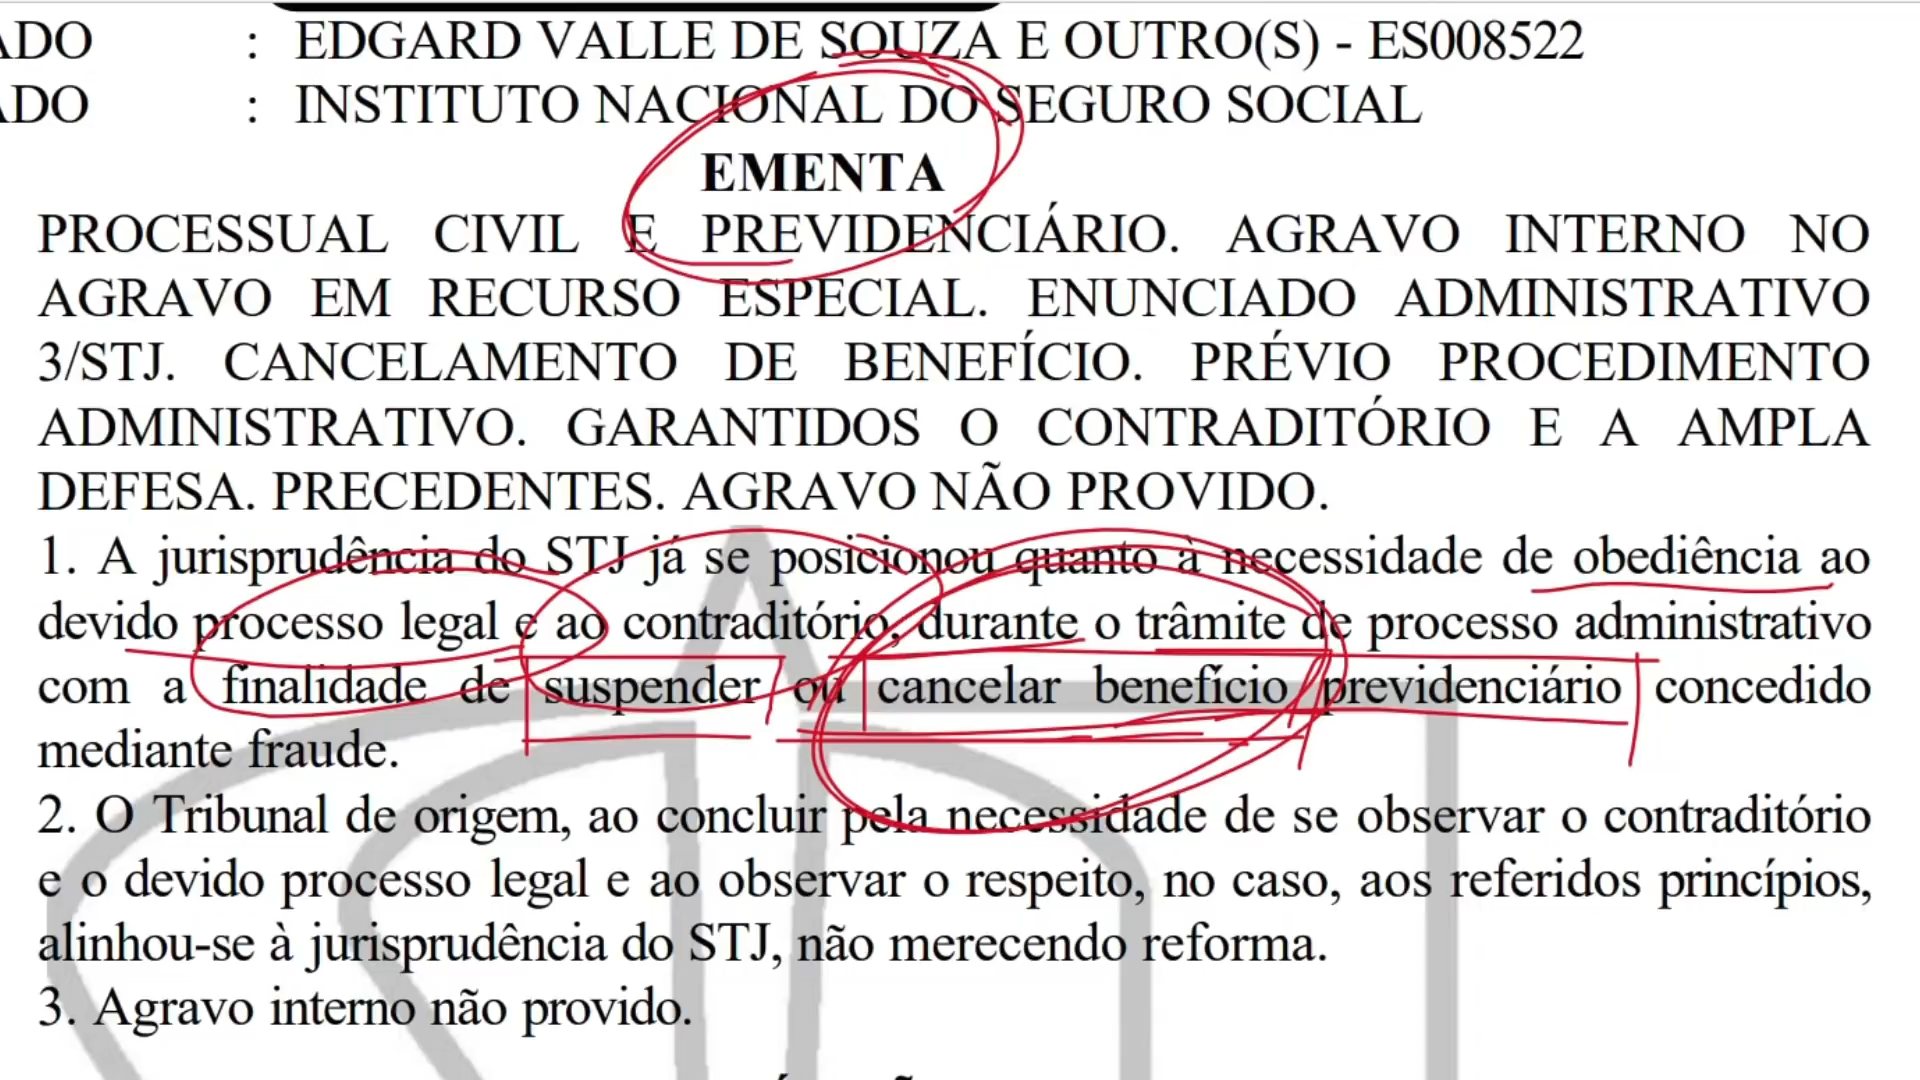 ADO : EDGARD VALLE DE SOUZA E OUTRO(S) - ES008522
ADO : INSTITUTO NACIONAL DO SEGURO SOCIAL
EMENTA
PROCESSUAL CIVIL E PREVIDENCIÁRIO. AGRAVO INTERNO NO
AGRAVO EM RECURSO ESPECIAL. ENUNCIADO ADMINISTRATIVO
3/STJ. CANCELAMENTO DE BENEFÍCIO. PRÉVIO PROCEDIMENTO
ADMINISTRATIVO. GARANTIDOS O CONTRADITÓRIO E A AMPLA
DEFESA. PRECEDENTES. AGRAVO NÃO PROVIDO.
1. A jurisprudência do STJ já se posicionou quanto à necessidade de obediência ao
devido processo legal e ao contraditório, durante o trâmite de processo administrativo
com a finalidade de suspender ou cancelar benefício previdenciário concedido
mediante fraude.
2. O Tribunal de origem, ao concluir pela necessidade de se observar o contraditório
e o devido processo legal e ao observar o respeito, no caso, aos referidos princípios,
alinhou-se à jurisprudência do STJ, não merecendo reforma.
3. Agravo interno não provido.